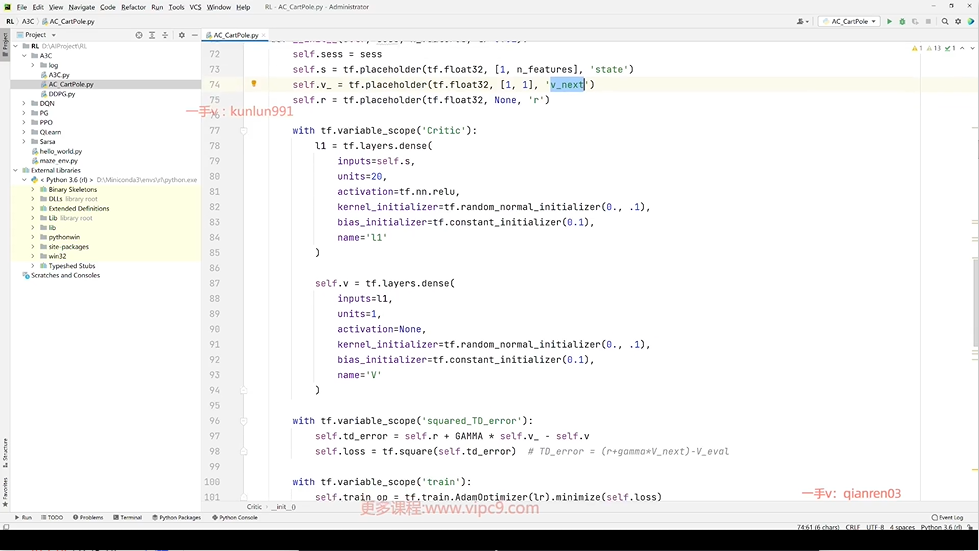 File Edit View Navigate Code Refactor Run Tools VCS Window Help RL - AC_CartPole.py - Administrator
RL A3C AC_CartPole.py AC_CartPole
Project
AC_CartPole.py
RL D:\AIProject\RL
A3C
log
A3C.py
AC_CartPole.py
DDPG.py
DQN
PG
PPO
QLearn
Sarsa
hello_world.py
maze_env.py
External Libraries
< Python 3.6 (rl) > D:\Miniconda3\envs\rl\python.exe
Binary Skeletons
DLLs library root
Extended Definitions
Lib library root
lib
pythonwin
site-packages
win32
Typeshed Stubs
Scratches and Consoles
1 13 1
72 self.sess = sess
73 self.s = tf.placeholder(tf.float32, [1, n_features], 'state')
74 self.v_ = tf.placeholder(tf.float32, [1, 1], 'v_next')
75 self.r = tf.placeholder(tf.float32, None, 'r')
76
一手v：kunlun991
77 with tf.variable_scope('Critic'):
78 l1 = tf.layers.dense(
79 inputs=self.s,
80 units=20,
81 activation=tf.nn.relu,
82 kernel_initializer=tf.random_normal_initializer(0., .1),
83 bias_initializer=tf.constant_initializer(0.1),
84 name='l1'
85 )
86
87 self.v = tf.layers.dense(
88 inputs=l1,
89 units=1,
90 activation=None,
91 kernel_initializer=tf.random_normal_initializer(0., .1),
92 bias_initializer=tf.constant_initializer(0.1),
93 name='V'
94 )
95
96 with tf.variable_scope('squared_TD_error'):
97 self.td_error = self.r + GAMMA * self.v_ - self.v
98 self.loss = tf.square(self.td_error) # TD_error = (r+gamma*V_next)-V_eval
99
100 with tf.variable_scope('train'):
101 self.train_op = tf.train.AdamOptimizer(lr).minimize(self.loss)
一手v：qianren03
Critic __init__()
更多课程:www.vipc9.com
Project
Structure
Favorites
Run TODO Problems Terminal Python Packages Python Console Event Log
74:61 (6 chars) CRLF UTF-8 4 spaces Python 3.6 (rl)